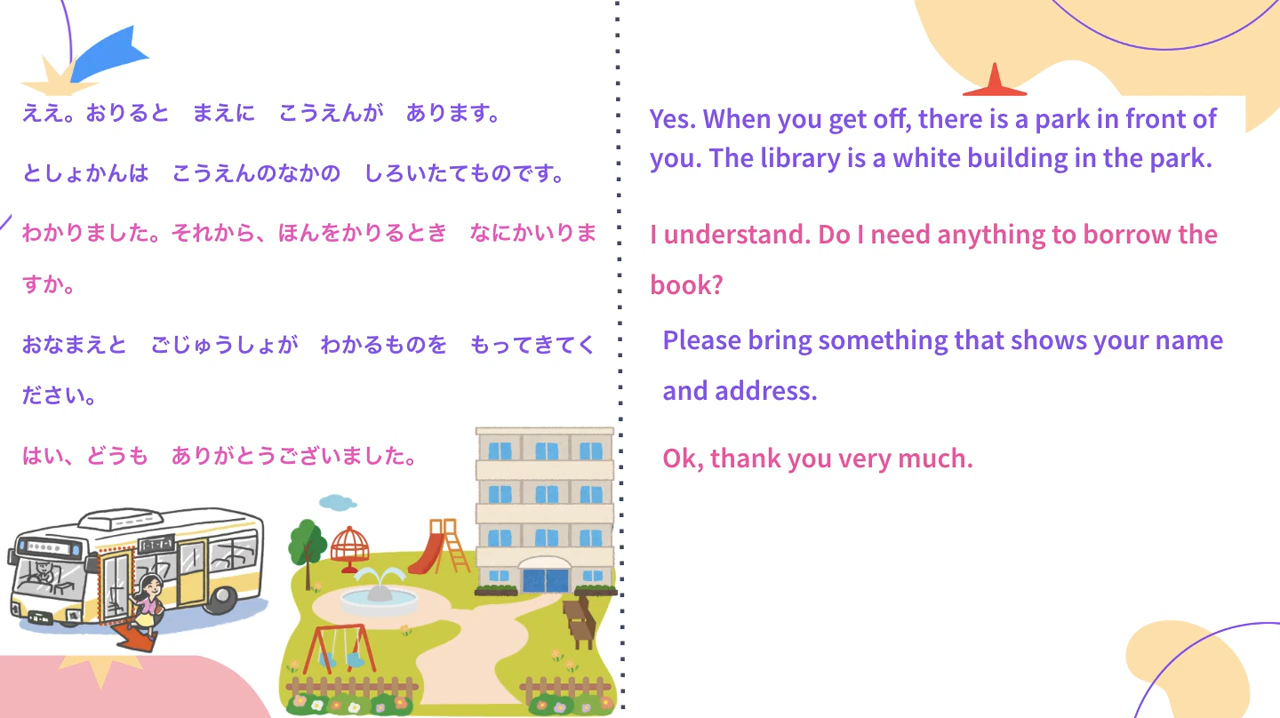 ええ。おりると　まえに　こうえんが　あります。
としょかんは　こうえんのなかの　しろいたてものです。
わかりました。それから、ほんをかりるとき　なにかいりま
すか。
おなまえと　ごじゅうしょが　わかるものを　もってきてく
ださい。
はい、どうも　ありがとうございました。
Yes. When you get off, there is a park in front of
you. The library is a white building in the park.
I understand. Do I need anything to borrow the
book?
Please bring something that shows your name
and address.
Ok, thank you very much.